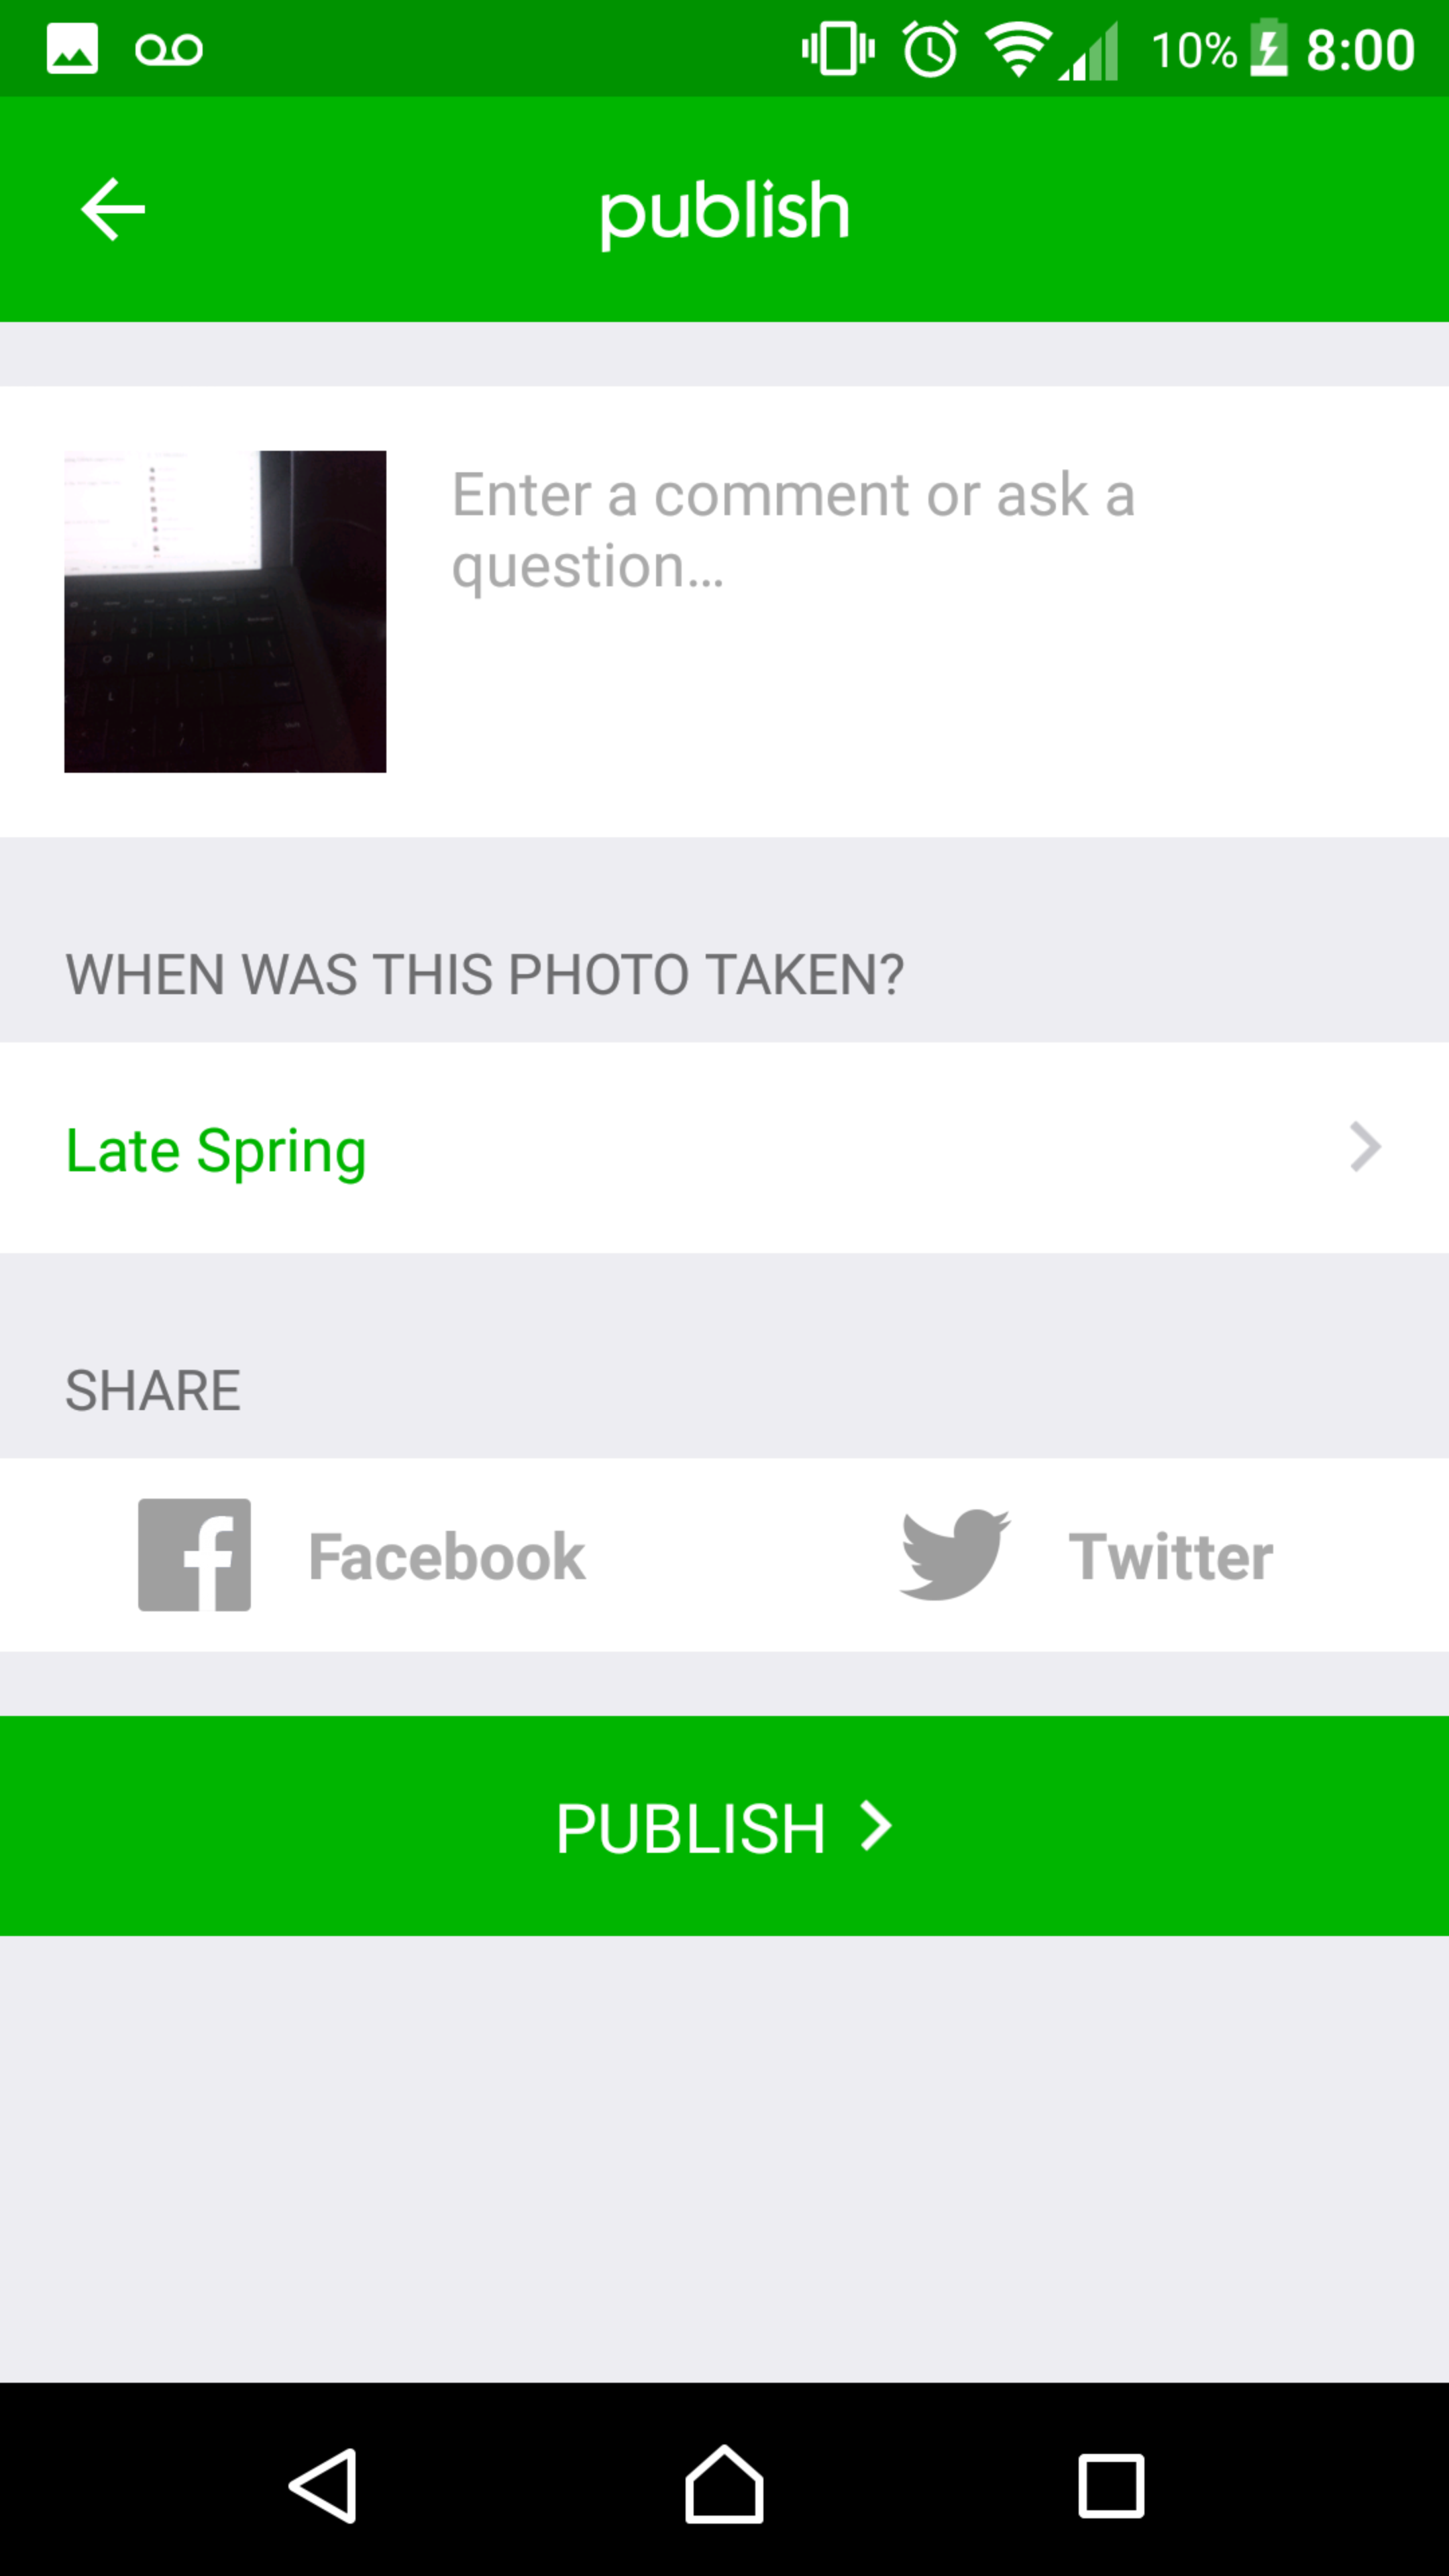 10% 8:00
publish
Enter a comment or ask a
question...
WHEN WAS THIS PHOTO TAKEN?
Late Spring
SHARE
Facebook Twitter
PUBLISH